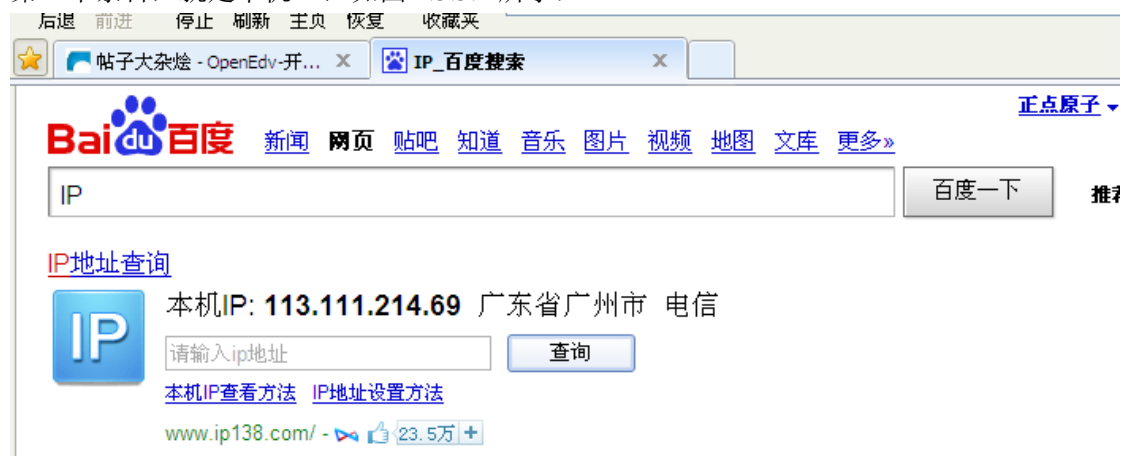 后退 前进 停止 刷新 主页 恢复 收藏夹
帖子大杂烩 - OpenEdv-开... X IP_百度搜索 X
正点原子
Bai du 百度 新闻 网页 贴吧 知道 音乐 图片 视频 地图 文库 更多»
IP 百度一下
IP地址查询
IP 本机IP: 113.111.214.69 广东省广州市 电信
请输入ip地址 查询
本机IP查看方法 IP地址设置方法
www.ip138.com/ - 23.5万 +